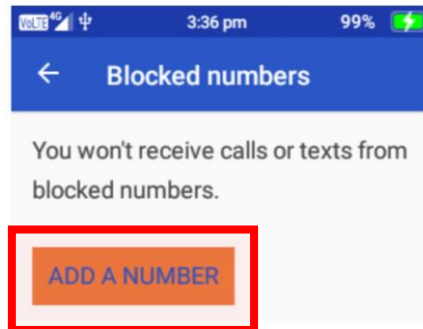 VoLTE 4G 3:36 pm 99%
Blocked numbers
You won't receive calls or texts from
blocked numbers.
ADD A NUMBER